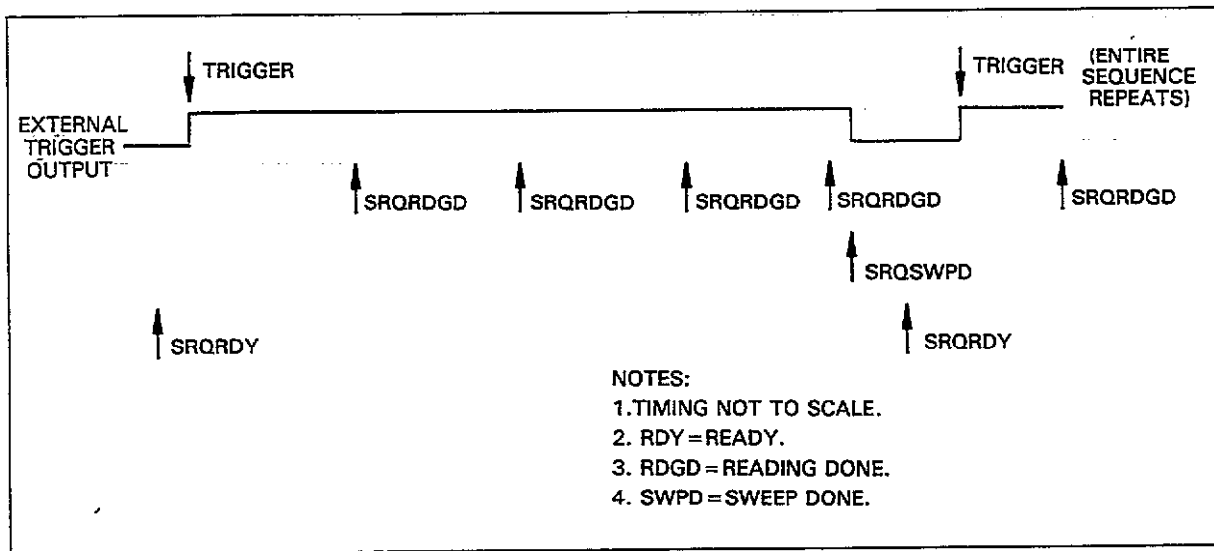 TRIGGER
TRIGGER
(ENTIRE
SEQUENCE
REPEATS)
EXTERNAL
TRIGGER
OUTPUT
SRQRDGD
SRQRDGD
SRQRDGD
SRQRDGD
SRQRDGD
SRQSWPD
SRQRDY
SRQRDY
NOTES:
1.TIMING NOT TO SCALE.
2. RDY=READY.
3. RDGD=READING DONE.
4. SWPD=SWEEP DONE.